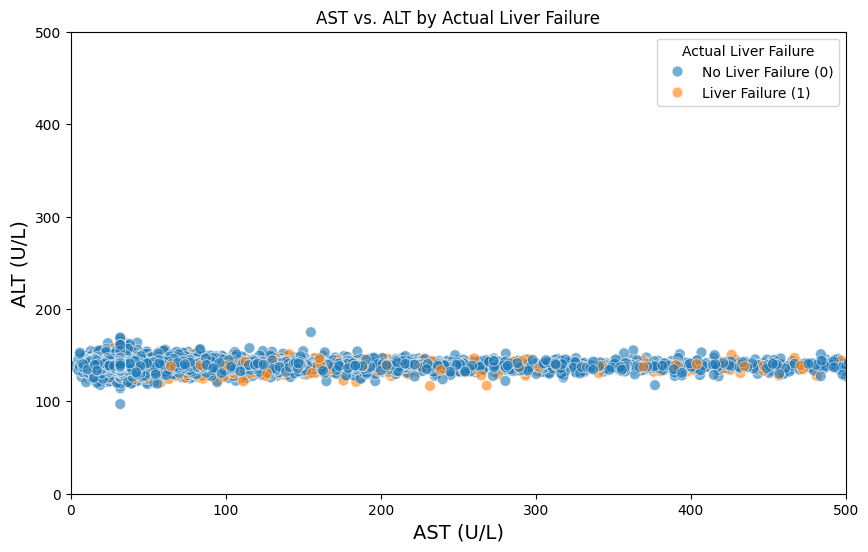 AST vs. ALT by Actual Liver Failure
Actual Liver Failure
No Liver Failure (0)
Liver Failure (1)
ALT (U/L)
500
400
300
200
100
0
0 100 200 300 400 500
AST (U/L)